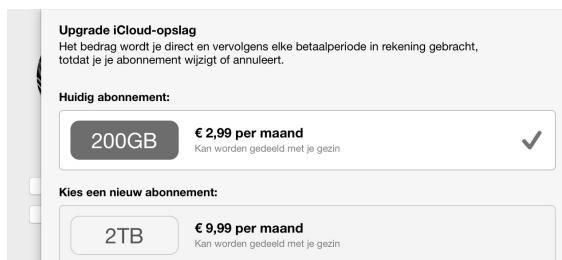 Upgrade iCloud-opslag
Het bedrag wordt je direct en vervolgens elke betaalperiode in rekening gebracht,
totdat je je abonnement wijzigt of annuleert.
Huidig abonnement:
200GB
€ 2,99 per maand
Kan worden gedeeld met je gezin
Kies een nieuw abonnement:
2TB
€ 9,99 per maand
Kan worden gedeeld met je gezin